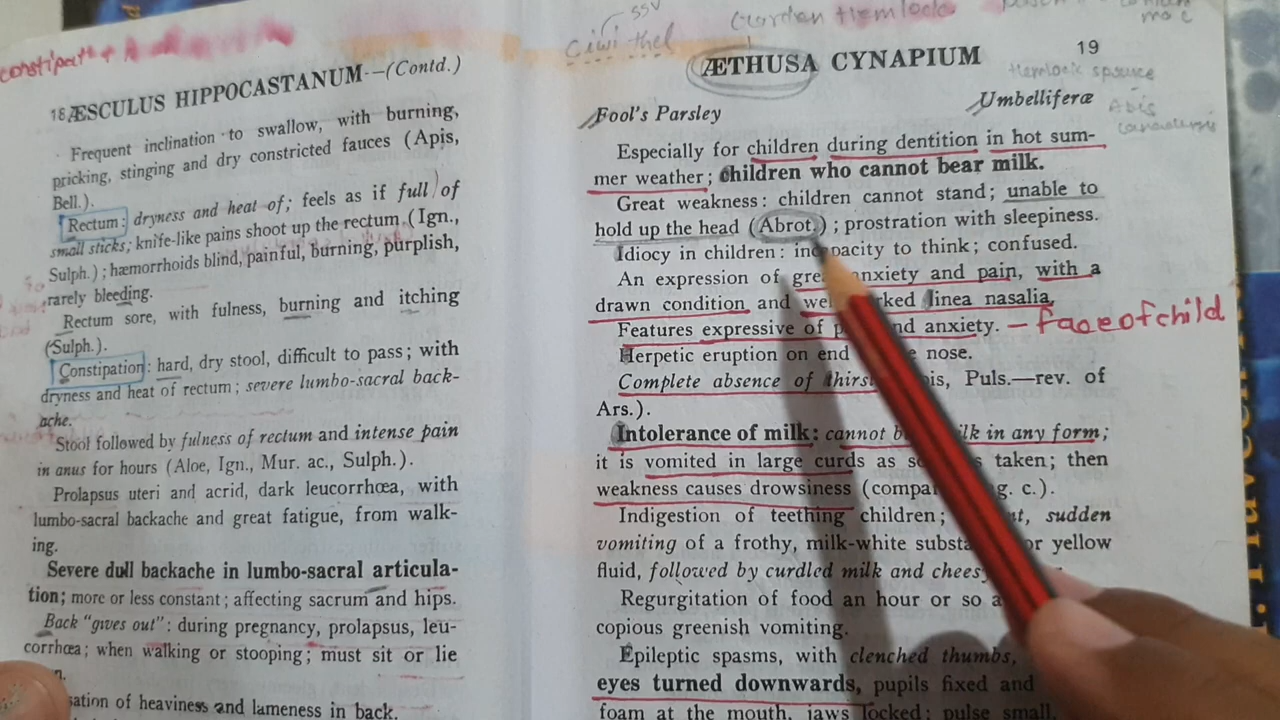 constipat
18 ÆSCULUS HIPPOCASTANUM—(Contd.)
Frequent inclination to swallow, with burning,
pricking, stinging and dry constricted fauces (Apis,
Bell.).
Rectum: dryness and heat of; feels as if full of
small sticks; knife-like pains shoot up the rectum (Ign.,
Sulph.); hæmorrhoids blind, painful, burning, purplish,
rarely bleeding.
Rectum sore, with fulness, burning and itching
(Sulph.).
Constipation: hard, dry stool, difficult to pass; with
dryness and heat of rectum; severe lumbo-sacral back-
ache.
Stool followed by fulness of rectum and intense pain
in anus for hours (Aloe, Ign., Mur. ac., Sulph.).
Prolapsus uteri and acrid, dark leucorrhœa, with
lumbo-sacral backache and great fatigue, from walk-
ing.
Severe dull backache in lumbo-sacral articula-
tion; more or less constant; affecting sacrum and hips.
Back "gives out": during pregnancy, prolapsus, leu-
corrhœa; when walking or stooping; must sit or lie
sation of heaviness and lameness in back.
ssv
Garden Hemlock
19
ÆTHUSA CYNAPIUM
Hemlock spruce
Fool's Parsley Umbelliferæ
Especially for children during dentition in hot sum-
mer weather; children who cannot bear milk.
Great weakness: children cannot stand; unable to
hold up the head (Abrot.); prostration with sleepiness.
Idiocy in children: incapacity to think; confused.
An expression of great anxiety and pain, with a
drawn condition and well marked linea nasalia.
Features expressive of and anxiety. — face of child
Herpetic eruption on end nose.
Complete absence of thirst Puls.—rev. of
Ars.).
Intolerance of milk: cannot milk in any form;
it is vomited in large curds as taken; then
weakness causes drowsiness (compar g. c.).
Indigestion of teething children; sudden
vomiting of a frothy, milk-white substa or yellow
fluid, followed by curdled milk and chees
Regurgitation of food an hour or so
copious greenish vomiting.
Epileptic spasms, with clenched thumbs,
eyes turned downwards, pupils fixed and
foam at the mouth, jaws locked; pulse small,